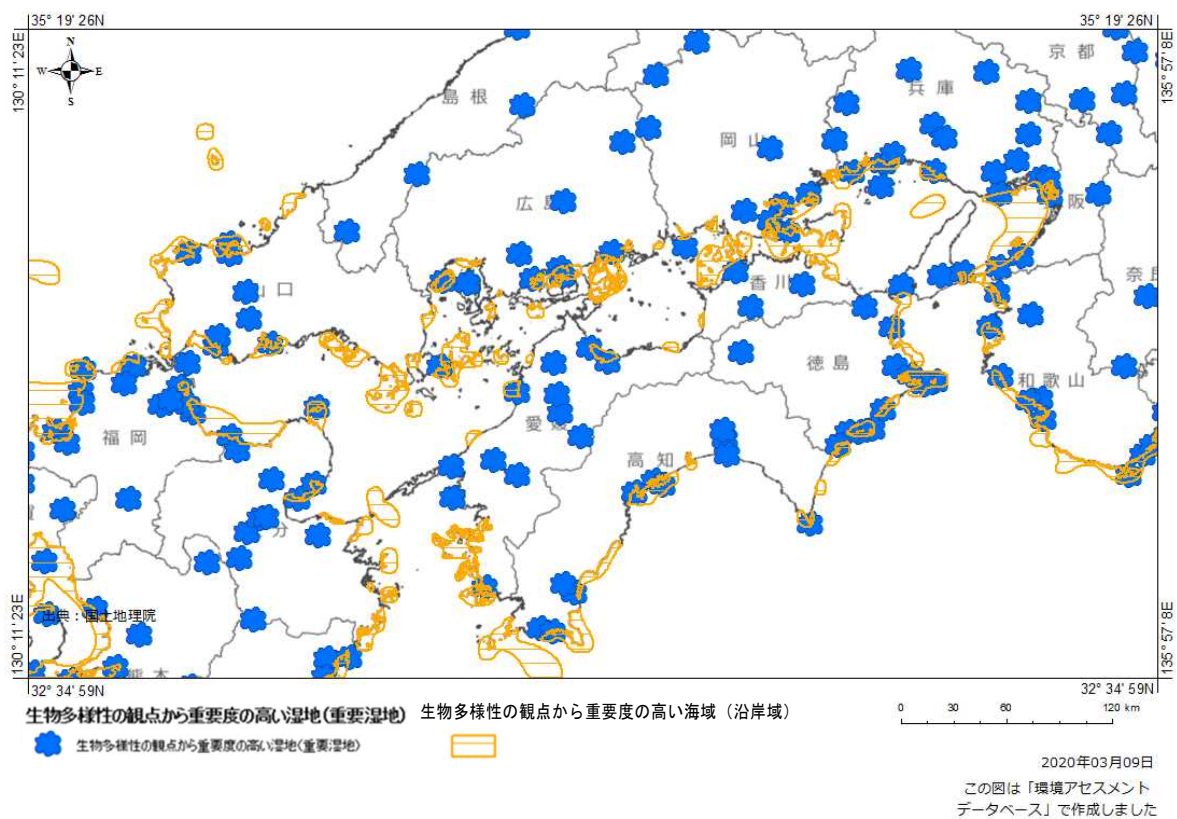 35° 19' 26N
35° 19' 26N
130° 11' 23E
135° 57' 8E
N
W
E
S
京 都
兵 庫
島 根
岡 山
広 島
阪
奈 良
香 川
山 口
徳 島
和 歌 山
愛 媛
福 岡
高 知
分
出典：国土地理院
熊 本
130° 11' 23E
135° 57' 8E
32° 34' 59N
32° 34' 59N
生物多様性の観点から重要度の高い湿地(重要湿地)
生物多様性の観点から重要度の高い海域（沿岸域）
生物多様性の観点から重要度の高い湿地(重要湿地)
0 30 60 120 km
2020年03月09日
この図は「環境アセスメント
データベース」で作成しました